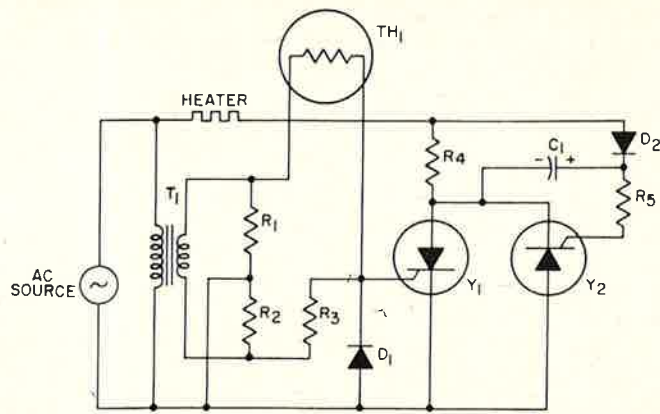 TH1
HEATER
D2
C1
- +
R4
R5
T1
R1
AC
SOURCE
Y1
Y2
R2
R3
D1